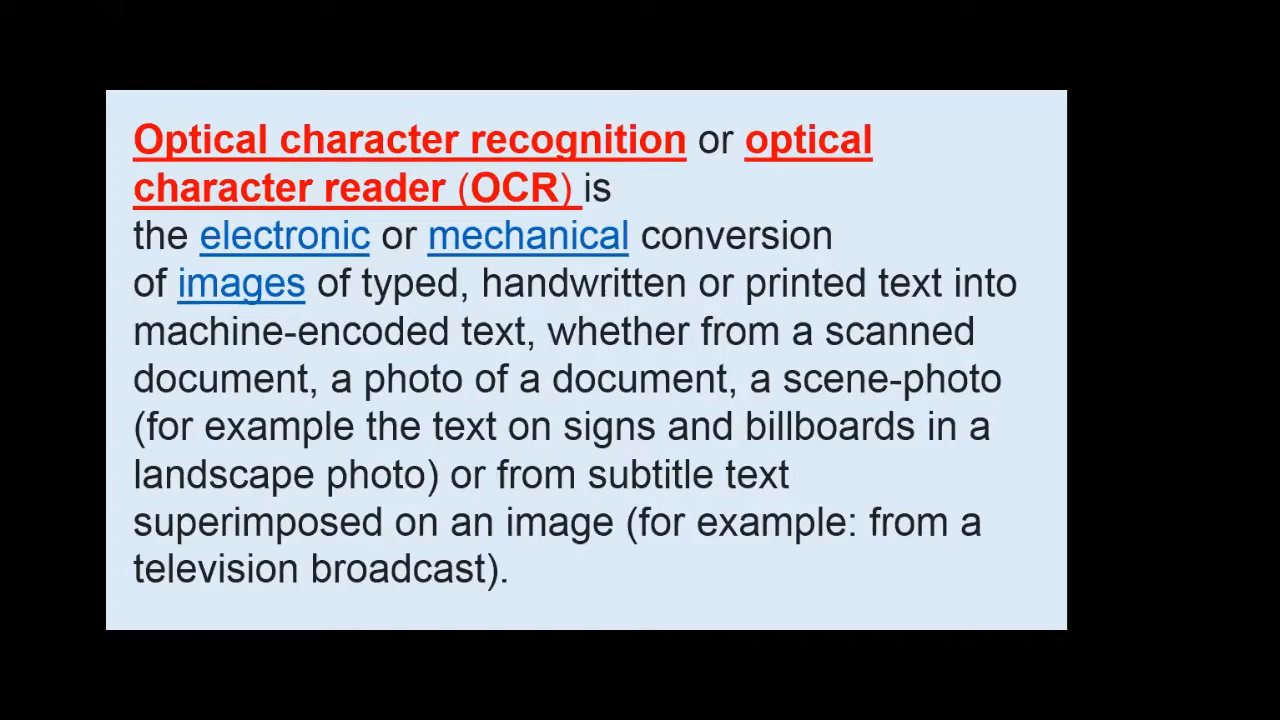 Optical character recognition or optical
character reader (OCR) is
the electronic or mechanical conversion
of images of typed, handwritten or printed text into
machine-encoded text, whether from a scanned
document, a photo of a document, a scene-photo
(for example the text on signs and billboards in a
landscape photo) or from subtitle text
superimposed on an image (for example: from a
television broadcast).